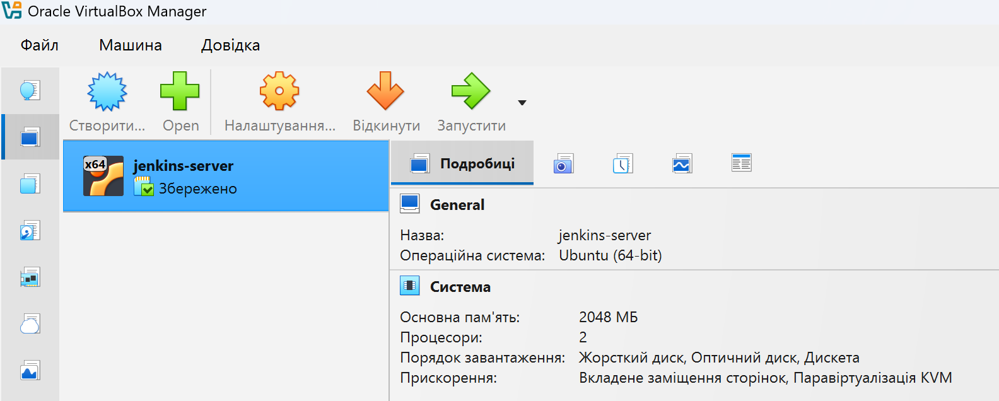 Oracle VirtualBox Manager
Файл Машина Довідка
Створити... Open Налаштування... Відкинути Запустити
x64 jenkins-server
Збережено
Подробиці
General
Назва: jenkins-server
Операційна система: Ubuntu (64-bit)
Система
Основна пам'ять: 2048 МБ
Процесори: 2
Порядок завантаження: Жорсткий диск, Оптичний диск, Дискета
Прискорення: Вкладене заміщення сторінок, Паравіртуалізація KVM